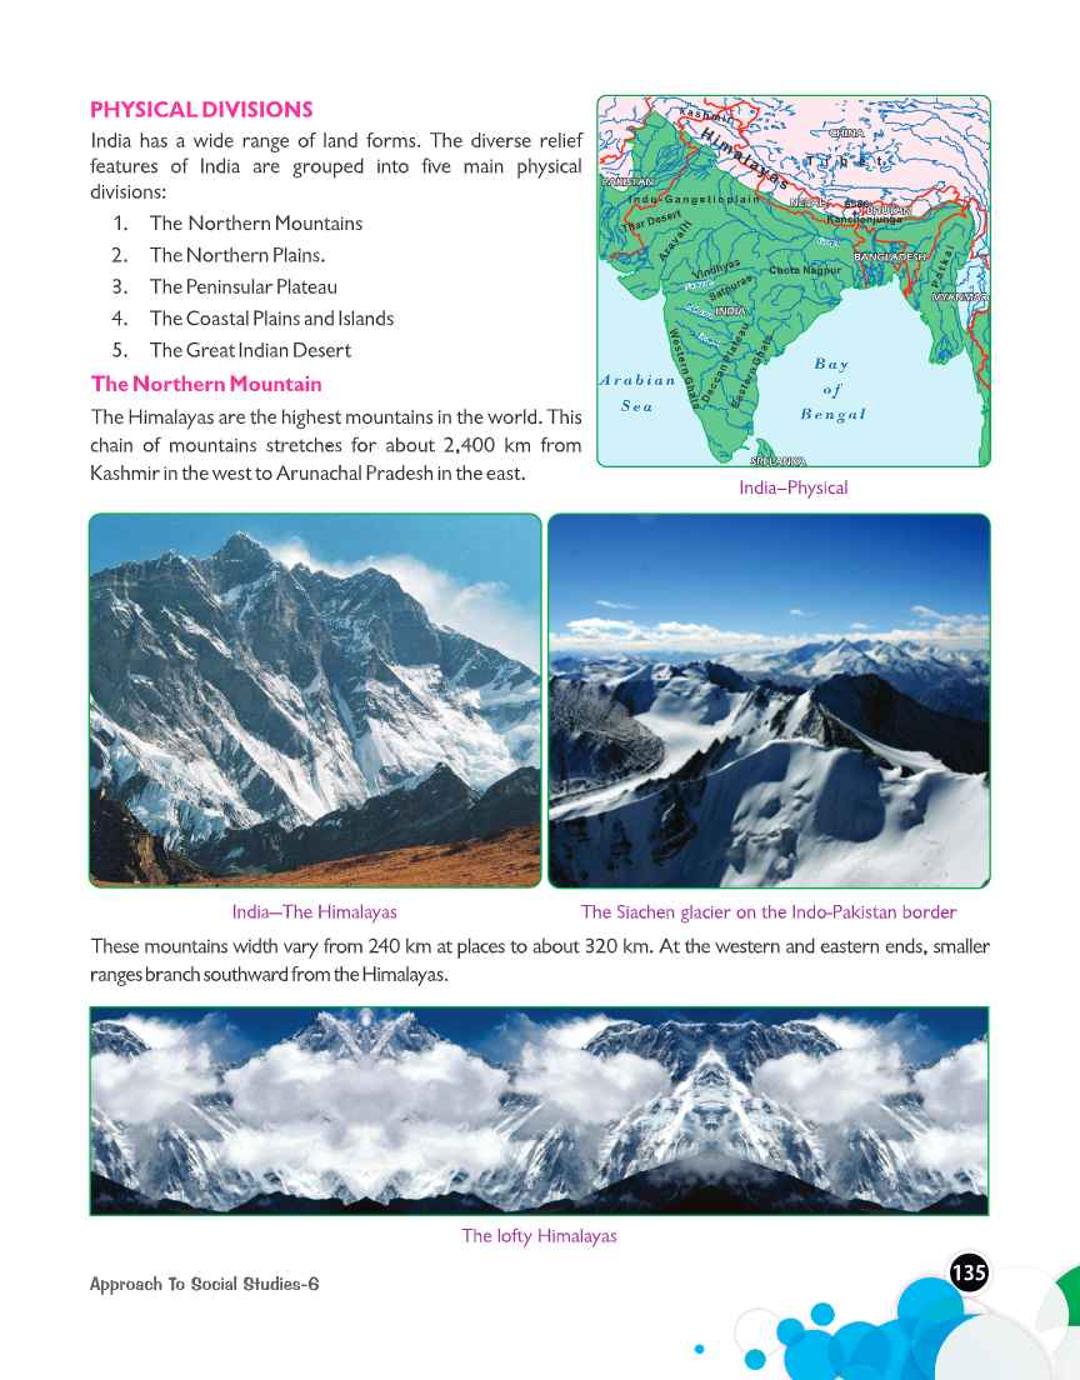 PHYSICAL DIVISIONS
India has a wide range of land forms. The diverse relief
features of India are grouped into five main physical
divisions:
1. The Northern Mountains
2. The Northern Plains.
3. The Peninsular Plateau
4. The Coastal Plains and Islands
5. The Great Indian Desert
The Northern Mountain
The Himalayas are the highest mountains in the world. This
chain of mountains stretches for about 2,400 km from
Kashmir in the west to Arunachal Pradesh in the east.
Kashmir
CHINA
Himalayas
Tibet
PAKISTAN
Indo-Gangetic plain
NEPAL
BHUTAN
Kanchenjunga
Thar Desert
Aravalli
BANGLADESH
Patkai
Vindhyas
Chota Nagpur
Satpuras
MYANMAR
INDIA
Western Ghats
Deccan Plateau
Eastern Ghats
Arabian
Sea
Bay
of
Bengal
SRI LANKA
India–Physical
India—The Himalayas
The Siachen glacier on the Indo-Pakistan border
These mountains width vary from 240 km at places to about 320 km. At the western and eastern ends, smaller
ranges branch southward from the Himalayas.
The lofty Himalayas
Approach To Social Studies-6
135